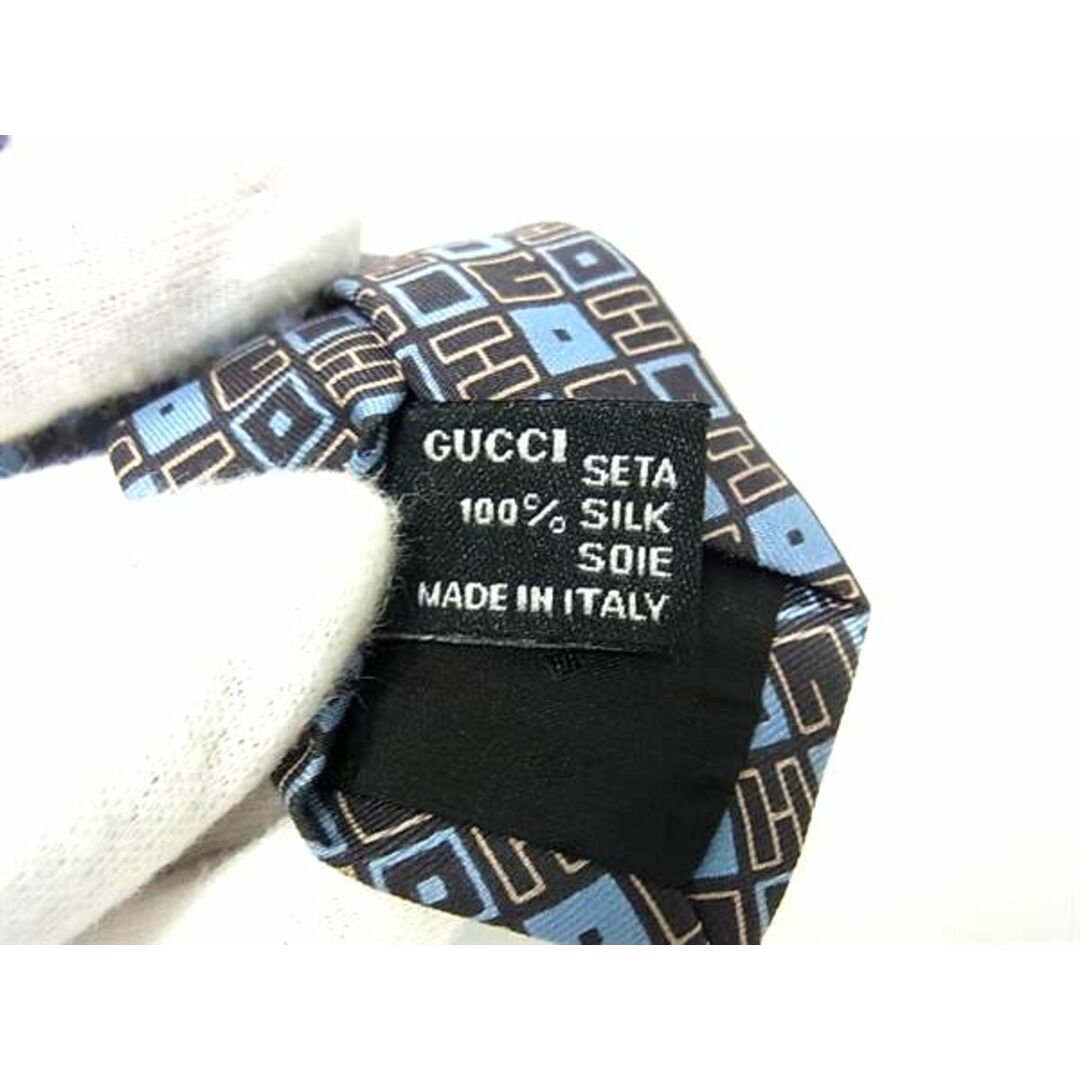 GUCCI SETA
100% SILK
SOIE
MADE IN ITALY